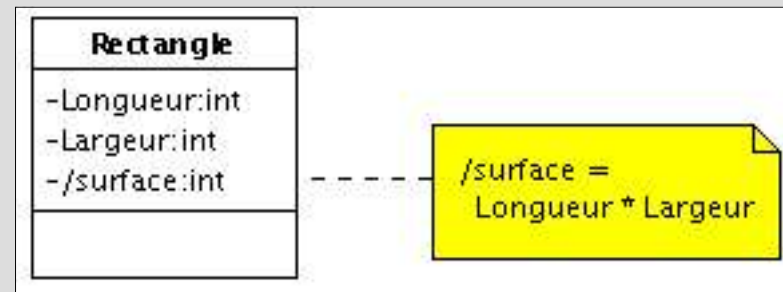 Rectangle
-Longueur:int
-Largeur:int
-/surface:int
/surface =
Longueur * Largeur